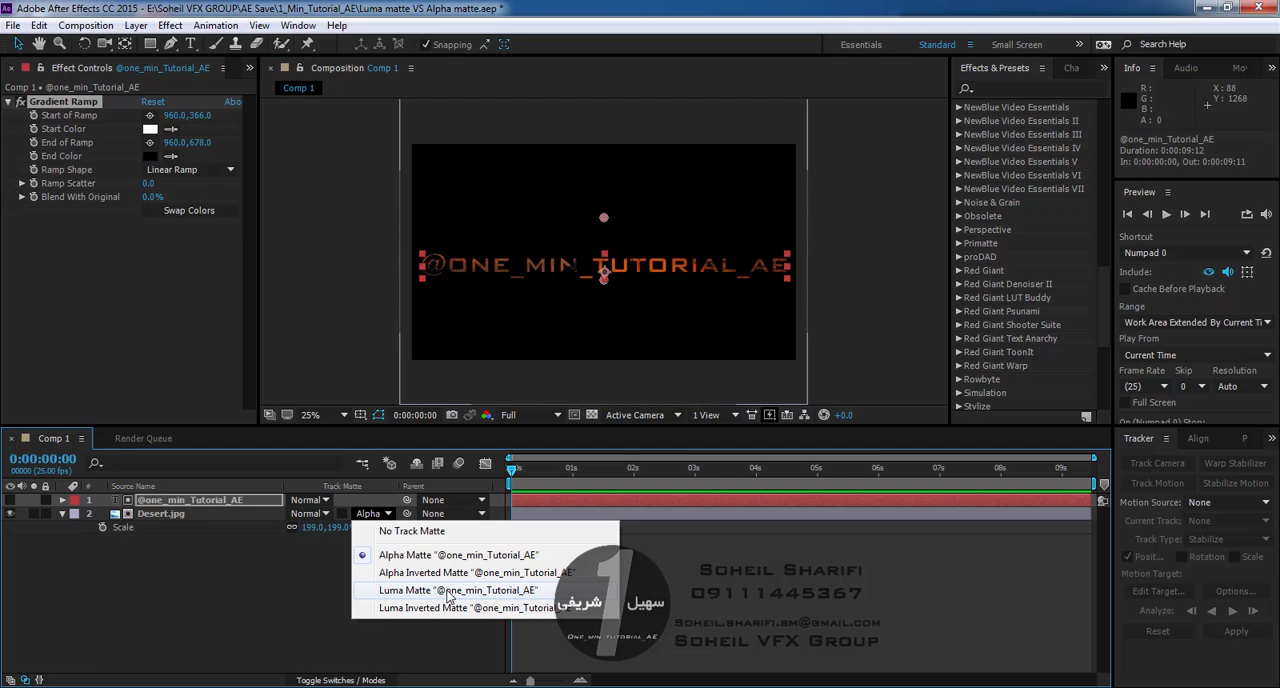 Adobe After Effects CC 2015 - E:\Soheil VFX GROUP\AE Save\1_Min_Tutorial_AE\Luma matte VS Alpha matte.aep *
File Edit Composition Layer Effect Animation View Window Help
Snapping
Essentials Standard Small Screen Search Help
Effect Controls @one_min_Tutorial_AE
Comp 1 • @one_min_Tutorial_AE
fx Gradient Ramp Reset Abo
Start of Ramp 960.0,366.0
Start Color
End of Ramp 960.0,678.0
End Color
Ramp Shape Linear Ramp
Ramp Scatter 0.0
Blend With Original 0.0%
Swap Colors
Composition Comp 1
Comp 1
@ONE_MIN_TUTORIAL_AE
25% 0:00:00:00 Full Active Camera 1 View +0.0
Effects & Presets Cha
NewBlue Video Essentials
NewBlue Video Essentials II
NewBlue Video Essentials III
NewBlue Video Essentials IV
NewBlue Video Essentials V
NewBlue Video Essentials VI
NewBlue Video Essentials VII
Noise & Grain
Obsolete
Perspective
Primatte
proDAD
Red Giant
Red Giant Denoiser II
Red Giant LUT Buddy
Red Giant Psunami
Red Giant Shooter Suite
Red Giant Text Anarchy
Red Giant ToonIt
Red Giant Warp
Rowbyte
Simulation
Stylize
Info Audio Mo
R :
G :
B :
A : 0
X : 88
Y : 1268
@one_min_Tutorial_AE
Duration: 0:00:09:12
In: 0:00:00:00, Out: 0:00:09:11
Preview
Shortcut
Numpad 0
Include:
Cache Before Playback
Range
Work Area Extended By Current Ti
Play From
Current Time
Frame Rate Skip Resolution
(25) 0 Auto
Full Screen
(On (Numpad 0) Stop:
Comp 1 Render Queue
0:00:00:00
00000 (25.00 fps)
# Source Name Track Matte Parent
1 T @one_min_Tutorial_AE Normal None
2 Desert.jpg Normal Alpha None
Scale 199.0,199.0
01s 02s 03s 04s 05s 06s 07s 08s 09s
No Track Matte
Alpha Matte "@one_min_Tutorial_AE"
Alpha Inverted Matte "@one_min_Tutorial_AE"
Luma Matte "@one_min_Tutorial_AE"
Luma Inverted Matte "@one_min_Tutorial
1
سهیل شریفی
One_min_tutorial_AE
Soheil Sharifi
09111445367
Soheil.sharifi.bm@gmail.com
Soheil VFX Group
Toggle Switches / Modes
Tracker Align P
Track Camera Warp Stabilizer
Track Motion Stabilize Motion
Motion Source: None
Current Track: None
Track Type: Stabilize
Posit... Rotation Scale
Motion Target:
Edit Target... Options...
Analyze:
Reset Apply